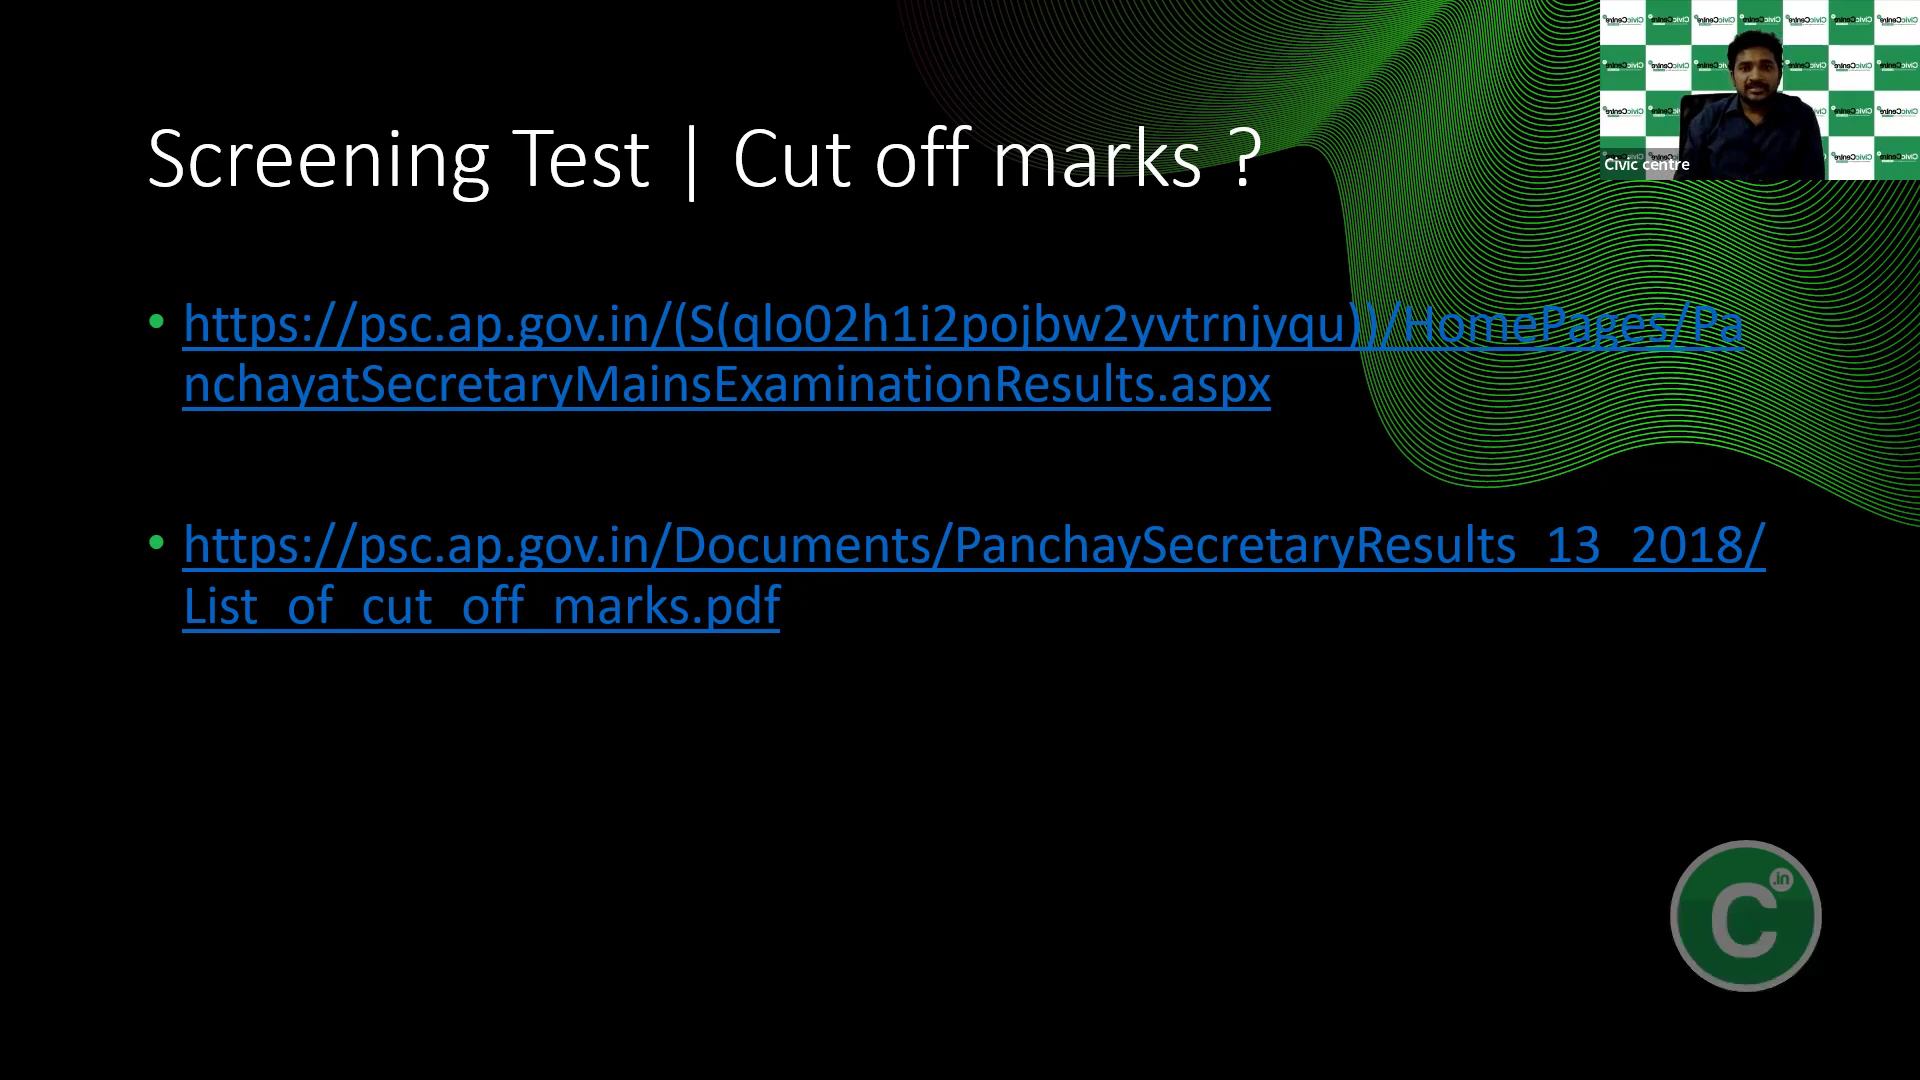 Screening Test | Cut off marks ?
• https://psc.ap.gov.in/(S(qlo02h1i2pojbw2yvtrnjyqu))/HomePages/Pa
nchayatSecretaryMainsExaminationResults.aspx
• https://psc.ap.gov.in/Documents/PanchaySecretaryResults_13_2018/
List_of_cut_off_marks.pdf
Civic centre
C.in